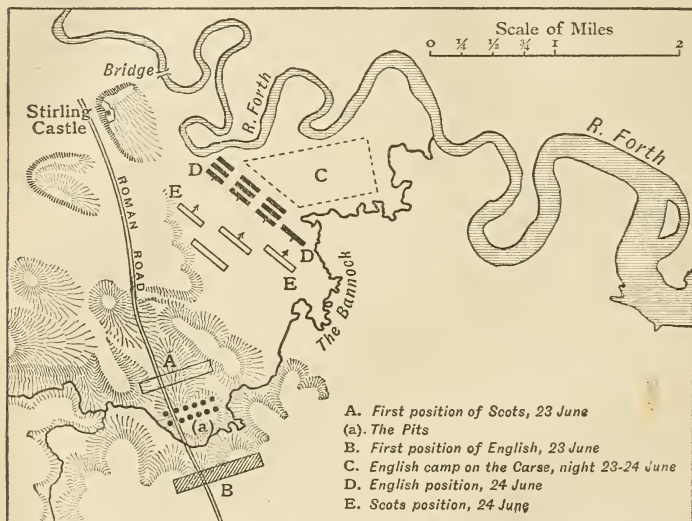 Scale of Miles
0 ¼ ½ ¾ 1 2
Bridge
Stirling
Castle
R. Forth
R. Forth
D
C
E
ROMAN ROAD
D
E
The Bannock
A
(a)
B
A. First position of Scots, 23 June
(a). The Pits
B. First position of English, 23 June
C. English camp on the Carse, night 23-24 June
D. English position, 24 June
E. Scots position, 24 June